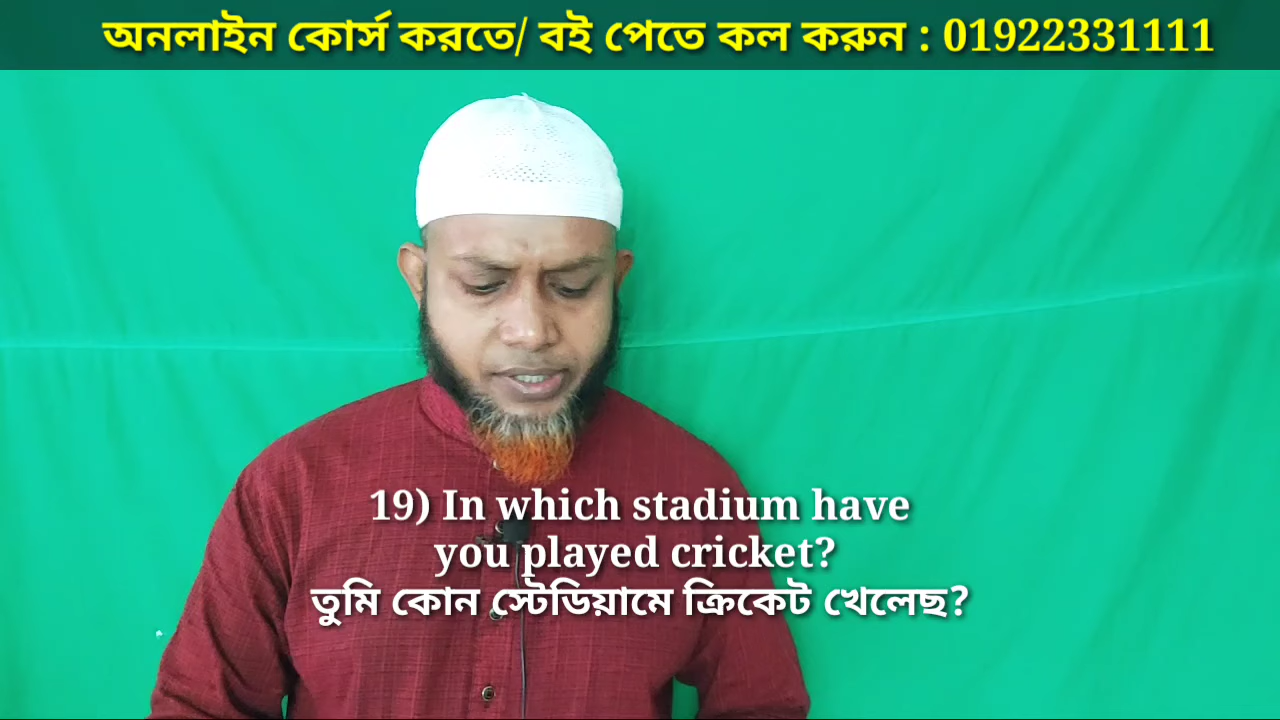 অনলাইন কোর্স করতে/ বই পেতে কল করুন : 01922331111
19) In which stadium have
you played cricket?
তুমি কোন স্টেডিয়ামে ক্রিকেট খেলেছ?